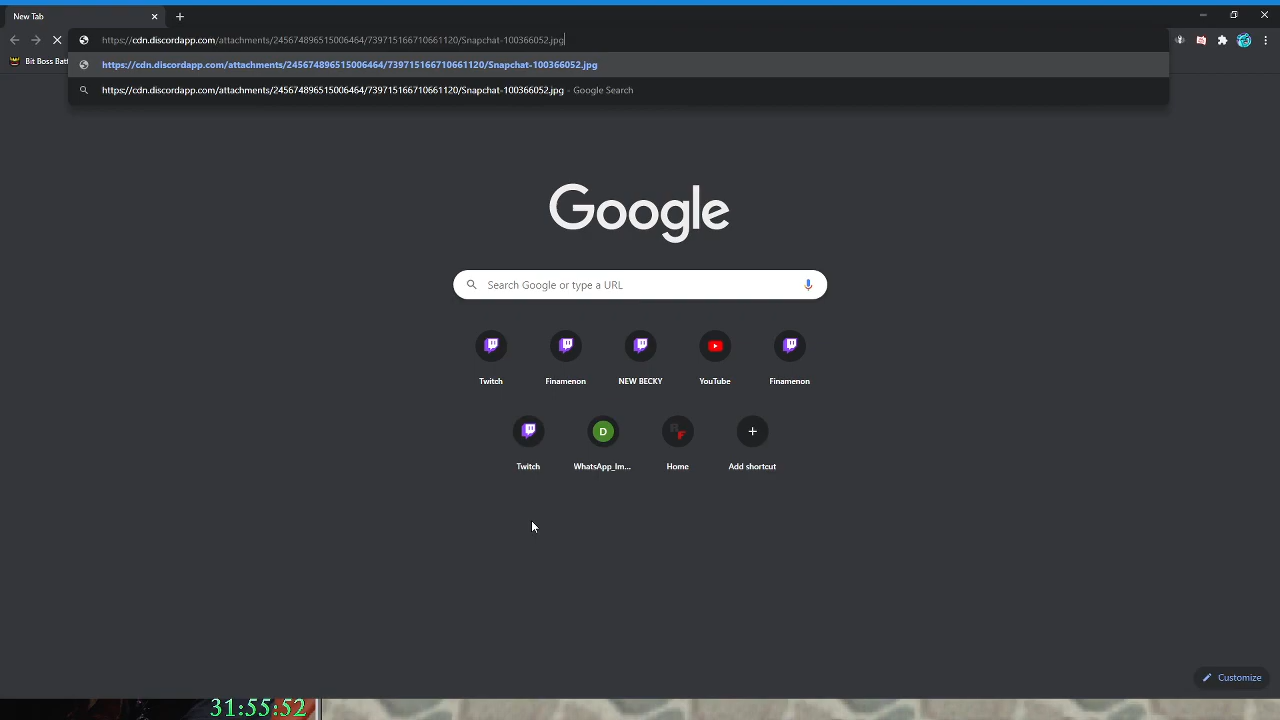 New Tab
https://cdn.discordapp.com/attachments/245674896515006464/739715166710661120/Snapchat-100366052.jpg
Bit Boss Batt
https://cdn.discordapp.com/attachments/245674896515006464/739715166710661120/Snapchat-100366052.jpg
https://cdn.discordapp.com/attachments/245674896515006464/739715166710661120/Snapchat-100366052.jpg - Google Search
Google
Search Google or type a URL
Twitch
Finamenon
NEW BECKY
YouTube
Finamenon
D
Twitch
WhatsApp_Im...
Home
Add shortcut
Customize
31:55:52